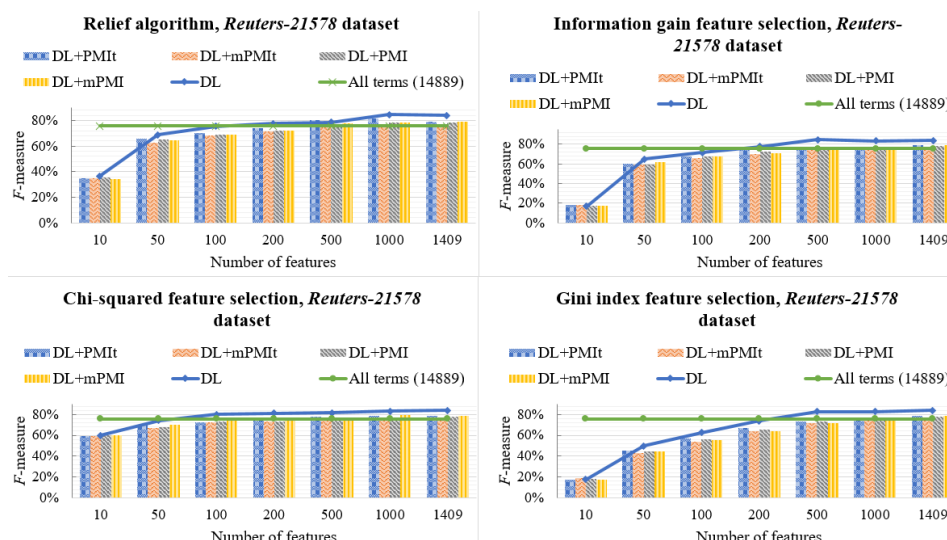 Relief algorithm, Reuters-21578 dataset
DL+PMIt
DL+mPMIt
DL+PMI
DL+mPMI
DL
All terms (14889)
80%
60%
40%
20%
0%
F-measure
10 50 100 200 500 1000 1409
Number of features
Information gain feature selection, Reuters-
21578 dataset
DL+PMIt
DL+mPMIt
DL+PMI
DL+mPMI
DL
All terms (14889)
80%
60%
40%
20%
0%
F-measure
10 50 100 200 500 1000 1409
Number of features
Chi-squared feature selection, Reuters-21578
dataset
DL+PMIt
DL+mPMIt
DL+PMI
DL+mPMI
DL
All terms (14889)
80%
60%
40%
20%
0%
F-measure
10 50 100 200 500 1000 1409
Number of features
Gini index feature selection, Reuters-21578
dataset
DL+PMIt
DL+mPMIt
DL+PMI
DL+mPMI
DL
All terms (14889)
80%
60%
40%
20%
0%
F-measure
10 50 100 200 500 1000 1409
Number of features